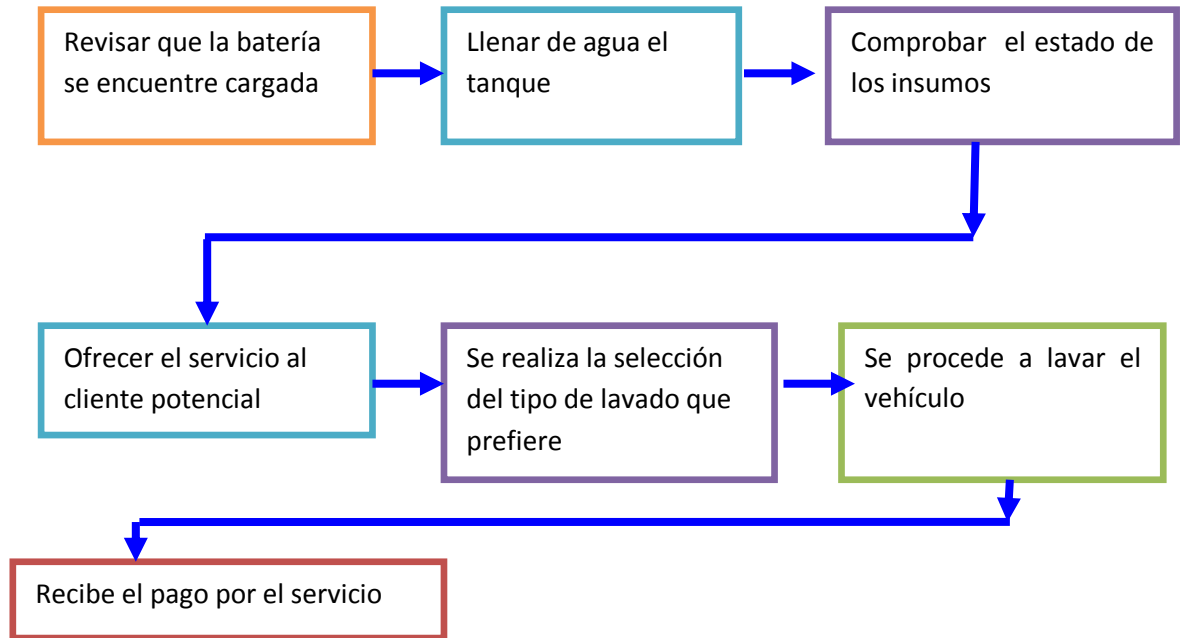 Revisar que la batería
se encuentre cargada
Llenar de agua el
tanque
Comprobar el estado de
los insumos
Ofrecer el servicio al
cliente potencial
Se realiza la selección
del tipo de lavado que
prefiere
Se procede a lavar el
vehículo
Recibe el pago por el servicio